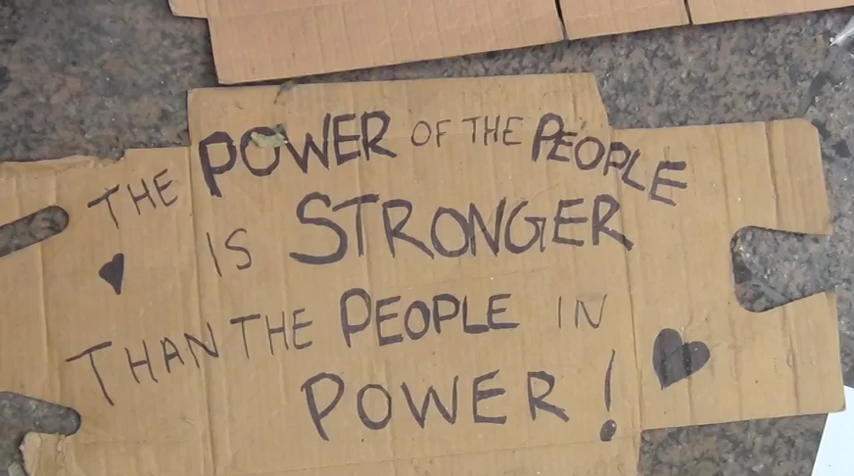 THE POWER OF THE PEOPLE
IS STRONGER
THAN THE PEOPLE IN
POWER!